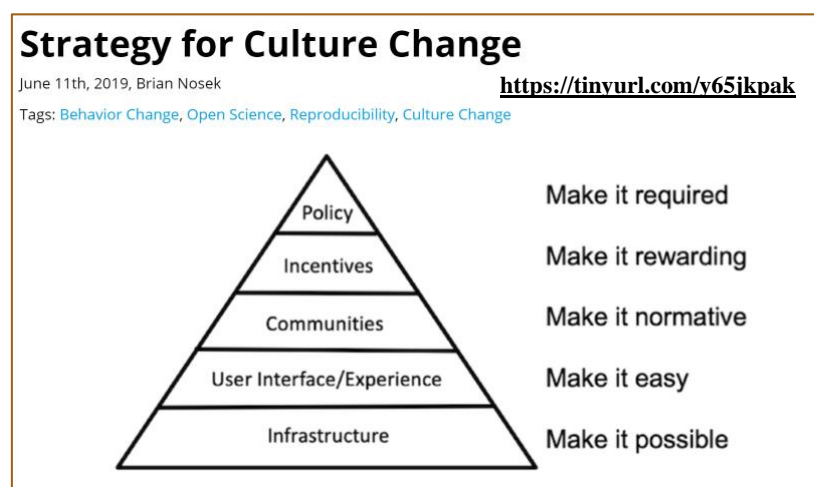 Strategy for Culture Change
June 11th, 2019, Brian Nosek
https://tinyurl.com/y65jkpak
Tags: Behavior Change, Open Science, Reproducibility, Culture Change
Policy
Make it required
Incentives
Make it rewarding
Communities
Make it normative
User Interface/Experience
Make it easy
Infrastructure
Make it possible